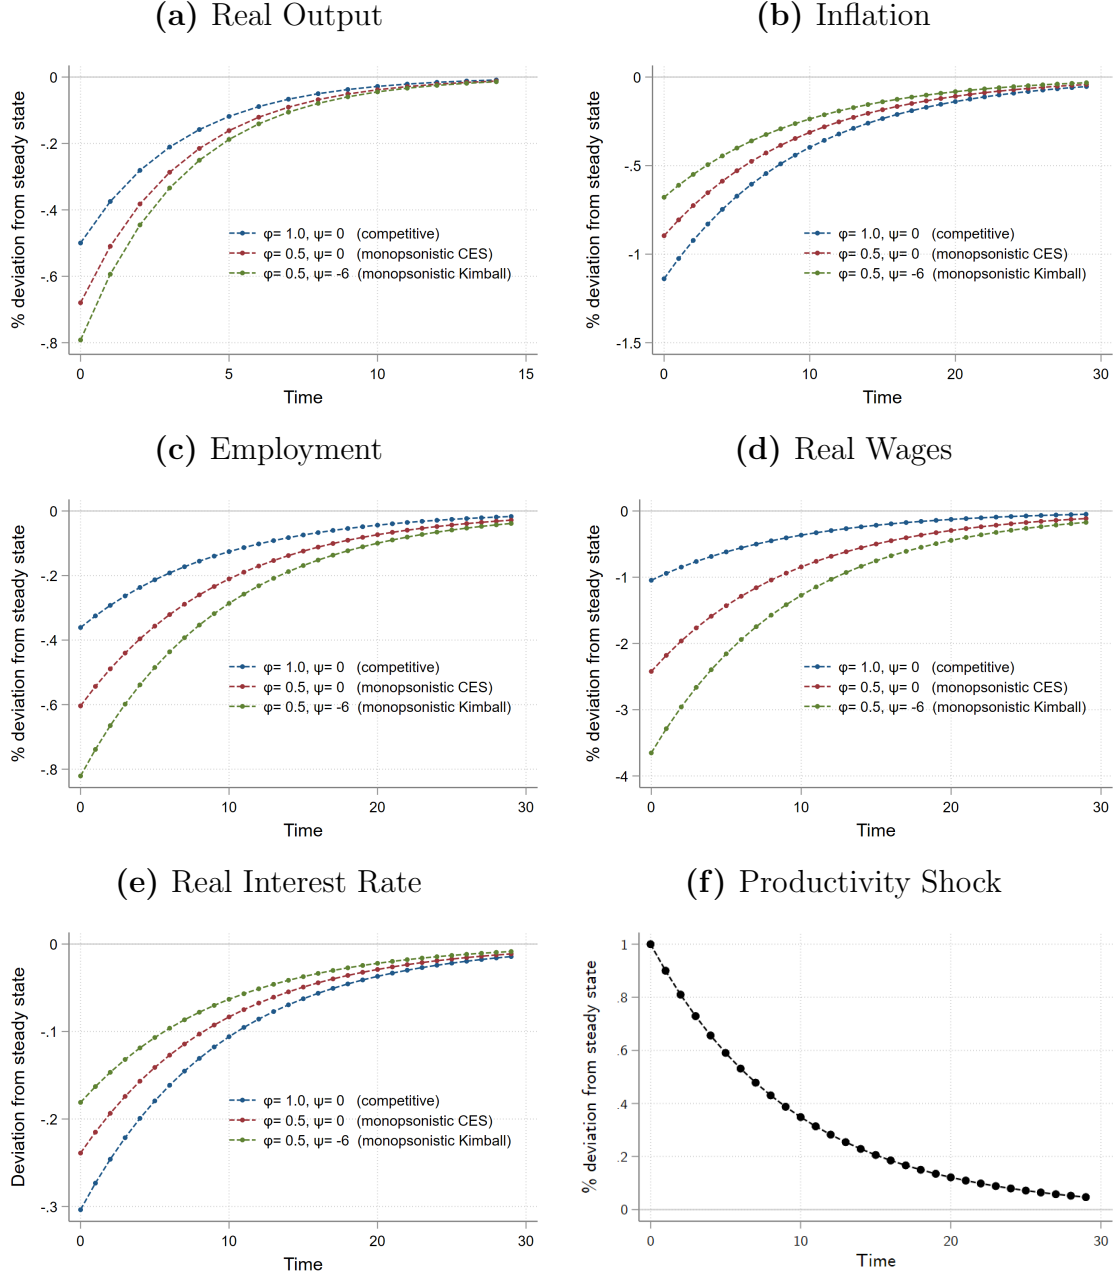 (a) Real Output
% deviation from steady state
0
-.2
-.4
-.6
-.8
φ= 1.0, ψ= 0 (competitive)
φ= 0.5, ψ= 0 (monopsonistic CES)
φ= 0.5, ψ= -6 (monopsonistic Kimball)
0 5 10 15
Time
(b) Inflation
% deviation from steady state
0
-.5
-1
-1.5
φ= 1.0, ψ= 0 (competitive)
φ= 0.5, ψ= 0 (monopsonistic CES)
φ= 0.5, ψ= -6 (monopsonistic Kimball)
0 10 20 30
Time
(c) Employment
% deviation from steady state
0
-.2
-.4
-.6
-.8
φ= 1.0, ψ= 0 (competitive)
φ= 0.5, ψ= 0 (monopsonistic CES)
φ= 0.5, ψ= -6 (monopsonistic Kimball)
0 10 20 30
Time
(d) Real Wages
% deviation from steady state
0
-1
-2
-3
-4
φ= 1.0, ψ= 0 (competitive)
φ= 0.5, ψ= 0 (monopsonistic CES)
φ= 0.5, ψ= -6 (monopsonistic Kimball)
0 10 20 30
Time
(e) Real Interest Rate
Deviation from steady state
0
-.1
-.2
-.3
φ= 1.0, ψ= 0 (competitive)
φ= 0.5, ψ= 0 (monopsonistic CES)
φ= 0.5, ψ= -6 (monopsonistic Kimball)
0 10 20 30
Time
(f) Productivity Shock
% deviation from steady state
1
.8
.6
.4
.2
0
0 10 20 30
Time